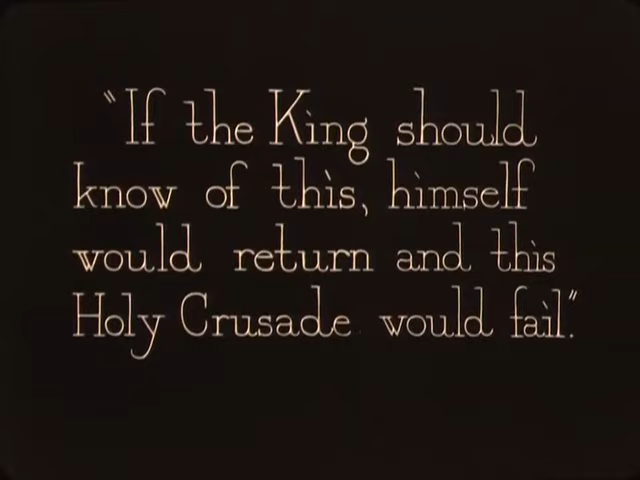 "If the King should
know of this, himself
would return and this
Holy Crusade would fail."